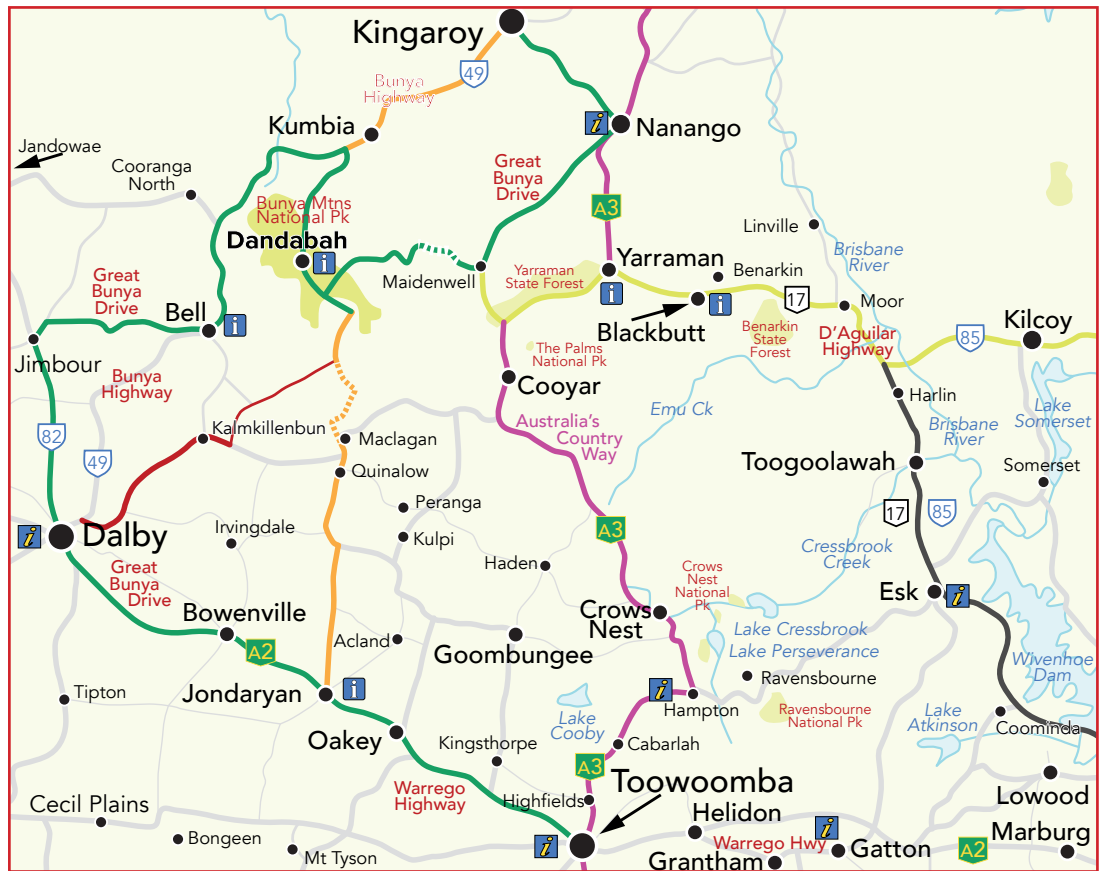 Kingaroy
49
Bunya
Highway
Kumbia
i
Nanango
Jandowae
Cooranga
North
Great
Bunya
Drive
A3
Bunya Mtns
National Pk
Dandabah
i
Linville
Brisbane
River
Yarraman
Benarkin
Maidenwell
Yarraman
State Forest
i
i
17
Moor
Great
Bunya
Drive
Bell
i
Blackbutt
Benarkin
State
Forest
D'Aguilar
Highway
85
Kilcoy
Jimbour
The Palms
National Pk
Bunya
Highway
Cooyar
Harlin
Emu Ck
Lake
Somerset
Australia's
Country
Way
Brisbane
River
82
49
Kaimkillenbun
Maclagan
Quinalow
Toogoolawah
Somerset
Peranga
17
85
i
Dalby
Irvingdale
Kulpi
A3
Cressbrook
Creek
Great
Bunya
Drive
Haden
Crows
Nest
National
Pk
Esk
i
Bowenville
Crows
Nest
A2
Acland
Goombungee
Lake Cressbrook
Lake Perseverance
Wivenhoe
Dam
Tipton
Jondaryan
i
Ravensbourne
i
Hampton
Ravensbourne
National Pk
Lake
Cooby
Lake
Atkinson
Coominda
Oakey
Kingsthorpe
Cabarlah
A3
Toowoomba
Warrego
Highway
Highfields
Lowood
Cecil Plains
Helidon
i
Marburg
Bongeen
Mt Tyson
i
Warrego Hwy
Gatton
A2
Grantham